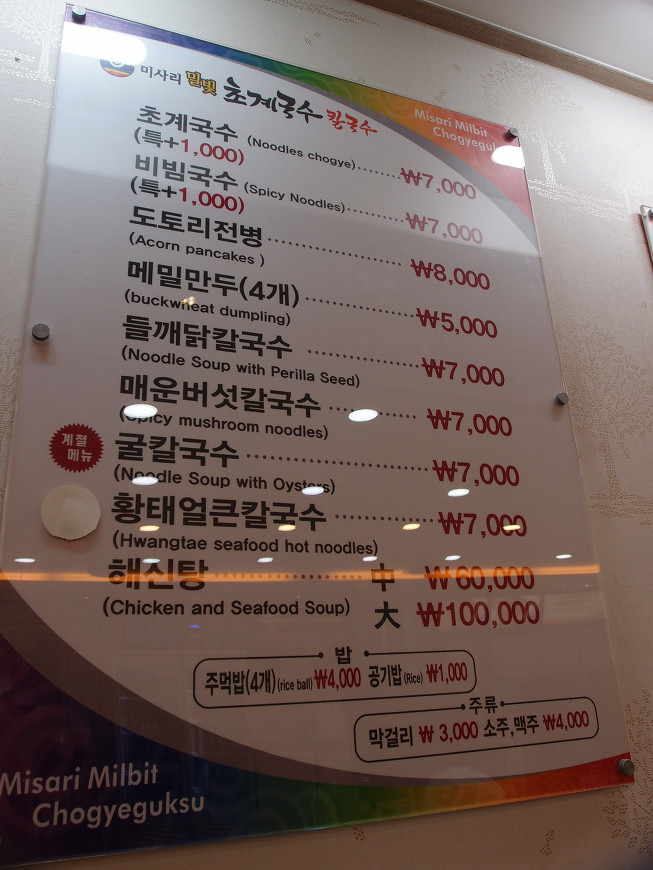 미사리 밀빛 초계국수 칼국수
Misari Milbit
Chogyeguksu
초계국수 (Noodles chogye)........₩7,000
(특+1,000)
비빔국수 (Spicy Noodles)........₩7,000
(특+1,000)
도토리전병........₩8,000
(Acorn pancakes )
메밀만두(4개)........₩5,000
(buckwheat dumpling)
들깨닭칼국수........₩7,000
(Noodle Soup with Perilla Seed)
매운버섯칼국수........₩7,000
(Spicy mushroom noodles)
계절
메뉴
굴칼국수........₩7,000
(Noodle Soup with Oysters)
황태얼큰칼국수........₩7,000
(Hwangtae seafood hot noodles)
해신탕........中 ₩60,000
(Chicken and Seafood Soup) 大 ₩100,000
밥
주먹밥(4개)(rice ball)₩4,000 공기밥(Rice) ₩1,000
주류
막걸리 ₩3,000 소주,맥주 ₩4,000
Misari Milbit
Chogyeguksu